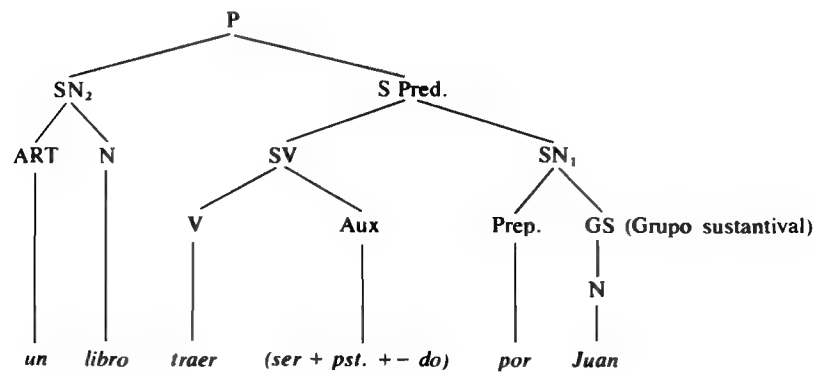 P
SN₂ S Pred.
ART N SV SN₁
V Aux Prep. GS (Grupo sustantival)
N
un libro traer (ser + pst. + – do) por Juan